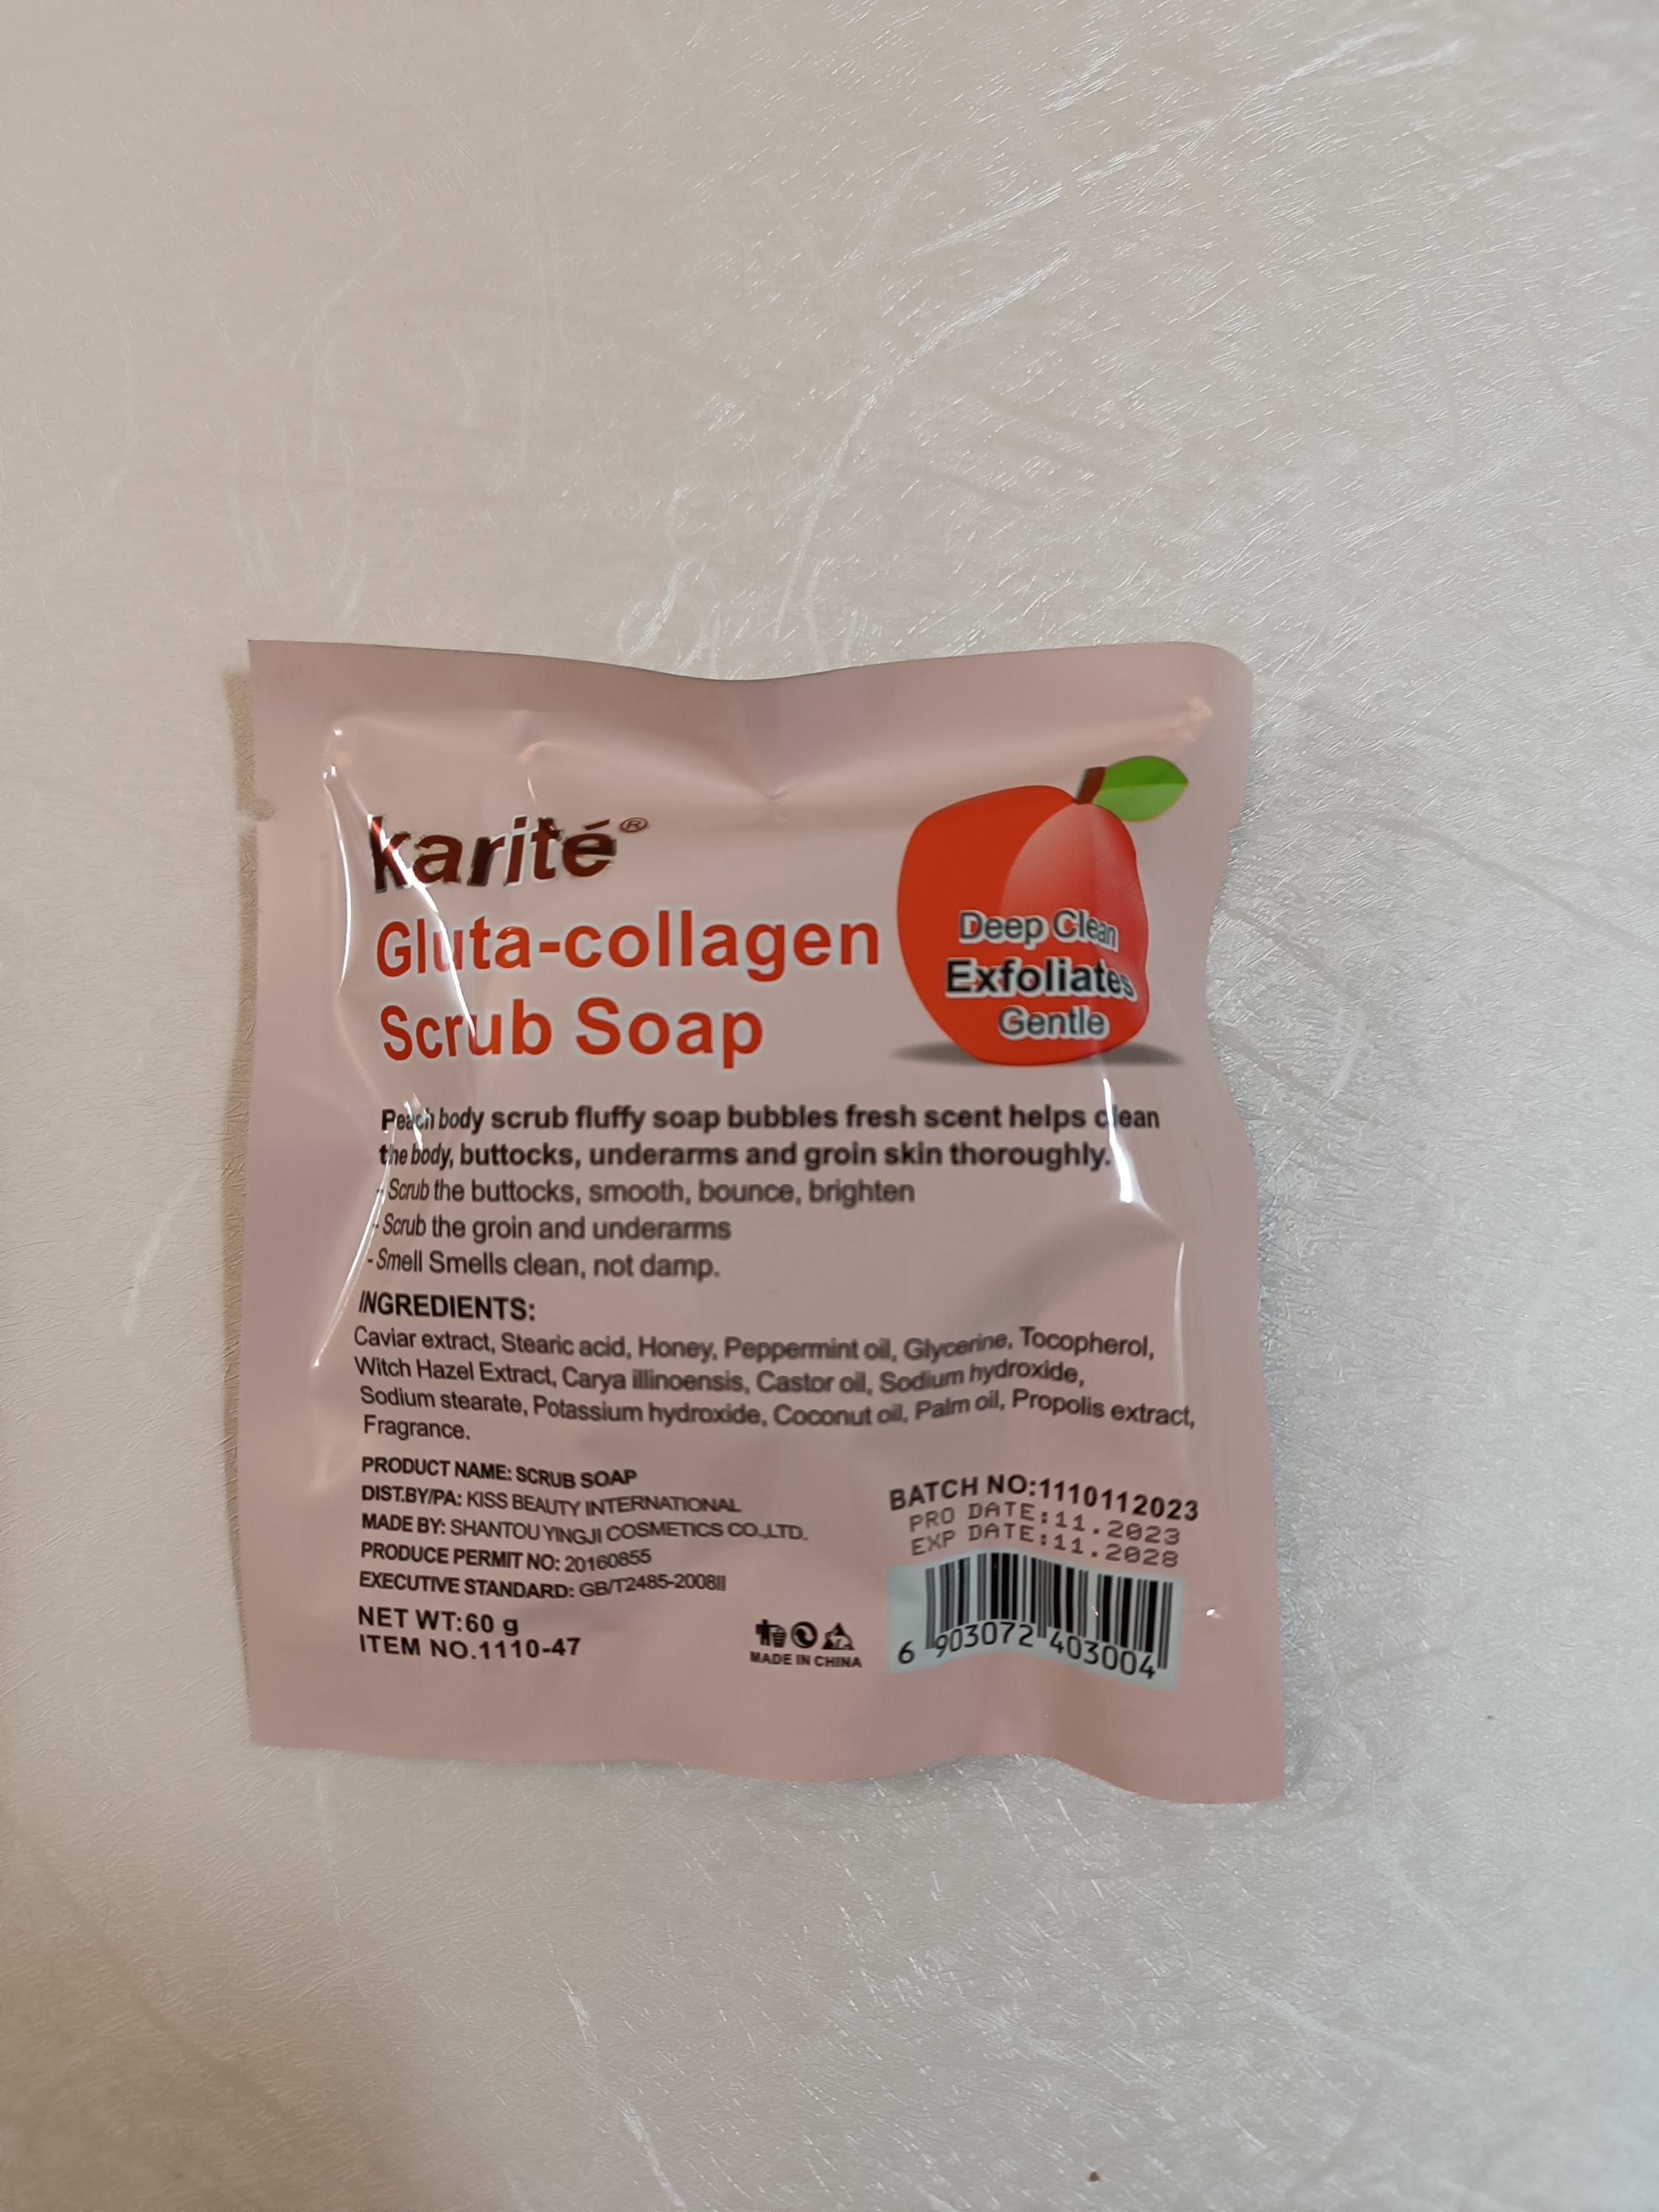 karité®
Gluta-collagen
Scrub Soap
Deep Clean
Exfoliates
Gentle
Peach body scrub fluffy soap bubbles fresh scent helps clean
the body, buttocks, underarms and groin skin thoroughly.
- Scrub the buttocks, smooth, bounce, brighten
- Scrub the groin and underarms
- Smell Smells clean, not damp.
INGREDIENTS:
Caviar extract, Stearic acid, Honey, Peppermint oil, Glycerine, Tocopherol,
Witch Hazel Extract, Carya illinoensis, Castor oil, Sodium hydroxide,
Sodium stearate, Potassium hydroxide, Coconut oil, Palm oil, Propolis extract,
Fragrance.
PRODUCT NAME: SCRUB SOAP
DIST.BY/PA: KISS BEAUTY INTERNATIONAL
MADE BY: SHANTOU YINGJI COSMETICS CO.,LTD.
PRODUCE PERMIT NO: 20160855
EXECUTIVE STANDARD: GB/T2485-2008II
NET WT:60 g
ITEM NO.1110-47
MADE IN CHINA
BATCH NO:1110112023
PRO DATE:11.2023
EXP DATE:11.2028
6 903072 403004